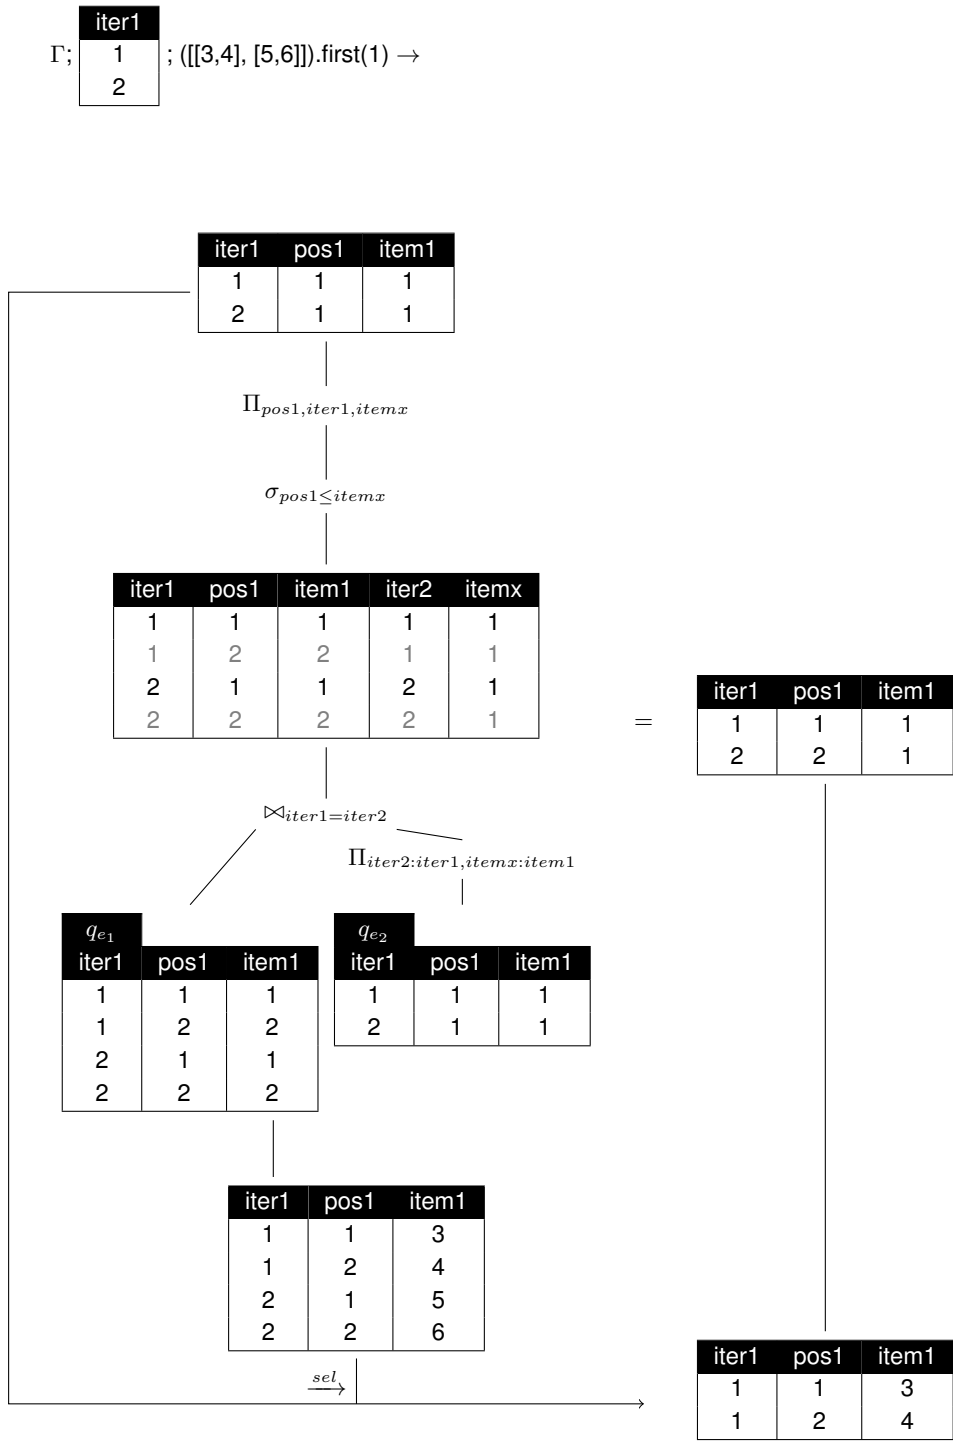 iter1
Γ; 1 ; ([[3,4], [5,6]]).first(1) →
2
iter1 pos1 item1
1 1 1
2 1 1
Π_{pos1,iter1,itemx}
σ_{pos1≤itemx}
iter1 pos1 item1 iter2 itemx
1 1 1 1 1
1 2 2 1 1
2 1 1 2 1
2 2 2 2 1
=
iter1 pos1 item1
1 1 1
2 2 1
⋈_{iter1=iter2}
Π_{iter2:iter1,itemx:item1}
q_{e_1}
iter1 pos1 item1
1 1 1
1 2 2
2 1 1
2 2 2
q_{e_2}
iter1 pos1 item1
1 1 1
2 1 1
iter1 pos1 item1
1 1 3
1 2 4
2 1 5
2 2 6
sel
→
iter1 pos1 item1
1 1 3
1 2 4